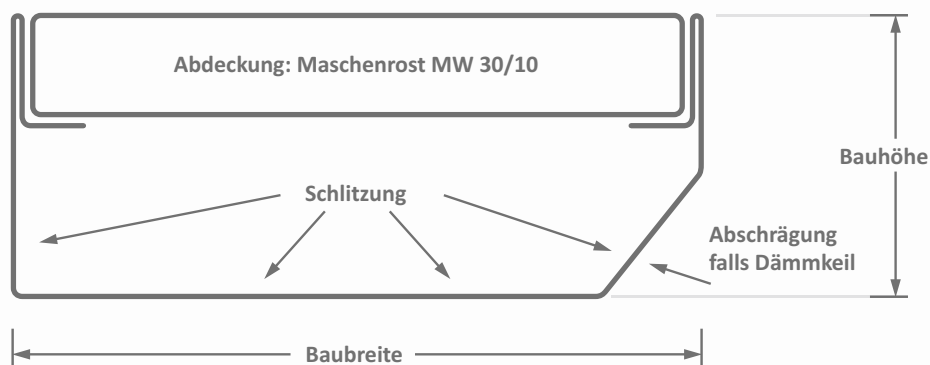 Abdeckung: Maschenrost MW 30/10
Bauhöhe
Schlitzung
Abschrägung
falls Dämmkeil
Baubreite